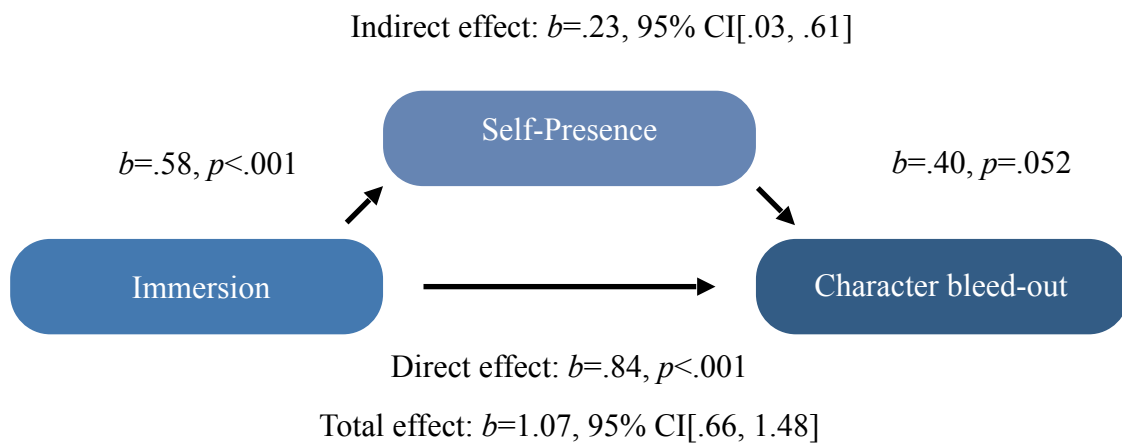 Indirect effect: b=.23, 95% CI[.03, .61]
Self-Presence
b=.58, p<.001
b=.40, p=.052
Immersion
Character bleed-out
Direct effect: b=.84, p<.001
Total effect: b=1.07, 95% CI[.66, 1.48]